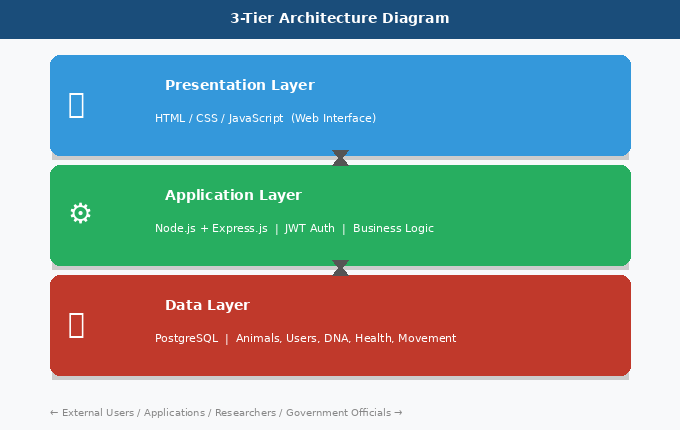 3-Tier Architecture Diagram
Presentation Layer
HTML / CSS / JavaScript  (Web Interface)
Application Layer
Node.js + Express.js  |  JWT Auth  |  Business Logic
Data Layer
PostgreSQL  |  Animals, Users, DNA, Health, Movement
← External Users / Applications / Researchers / Government Officials →